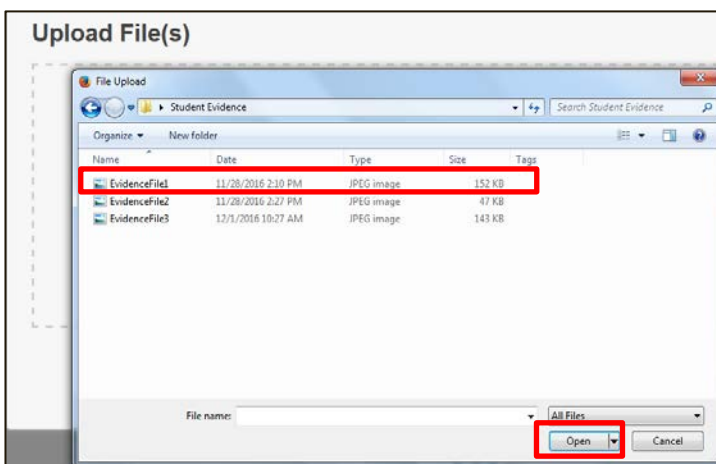 Upload File(s)
File Upload
Student Evidence
Search Student Evidence
Organize
New folder
Name Date Type Size Tags
EvidenceFile1 11/28/2016 2:10 PM JPEG image 152 KB
EvidenceFile2 11/28/2016 2:27 PM JPEG image 47 KB
EvidenceFile3 12/1/2016 10:27 AM JPEG image 143 KB
File name:
All Files
Open Cancel